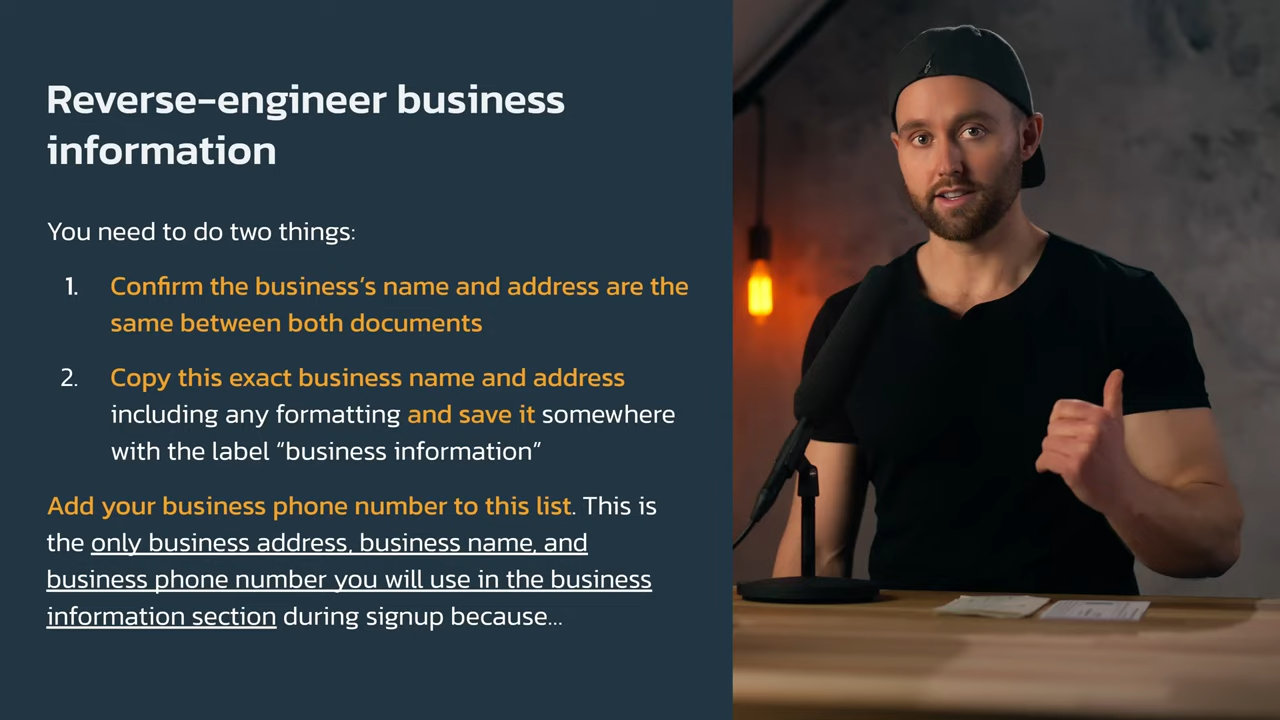 Reverse-engineer business
information
You need to do two things:
1. Confirm the business’s name and address are the
same between both documents
2. Copy this exact business name and address
including any formatting and save it somewhere
with the label “business information”
Add your business phone number to this list. This is
the only business address, business name, and
business phone number you will use in the business
information section during signup because...